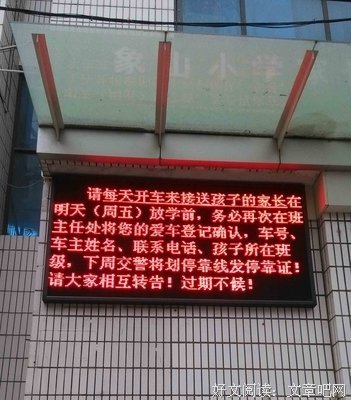 象山小学
请每天开车来接送孩子的家长在
明天（周五）放学前，务必再次在班
主任处将您的爱车登记确认，车号、
车主姓名、联系电话、孩子所在班
级，下周交警将划停靠线发停靠证！
请大家相互转告！过期不候！
好文阅读：文章吧网